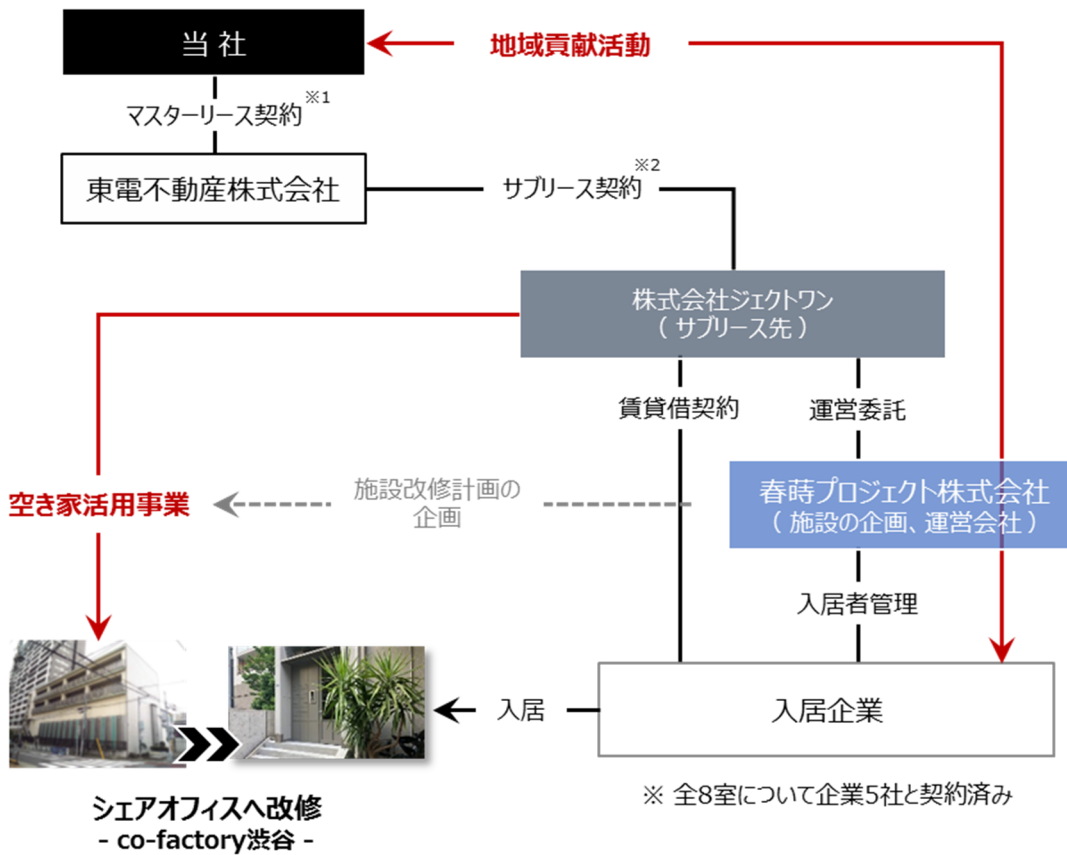 当 社
地域貢献活動
マスターリース契約※1
東電不動産株式会社
サブリース契約※2
株式会社ジェクトワン
( サブリース先 )
賃貸借契約
運営委託
空き家活用事業
施設改修計画の
企画
春蒔プロジェクト株式会社
( 施設の企画、運営会社 )
入居者管理
入居
入居企業
シェアオフィスへ改修
- co-factory渋谷 -
※ 全8室について企業5社と契約済み